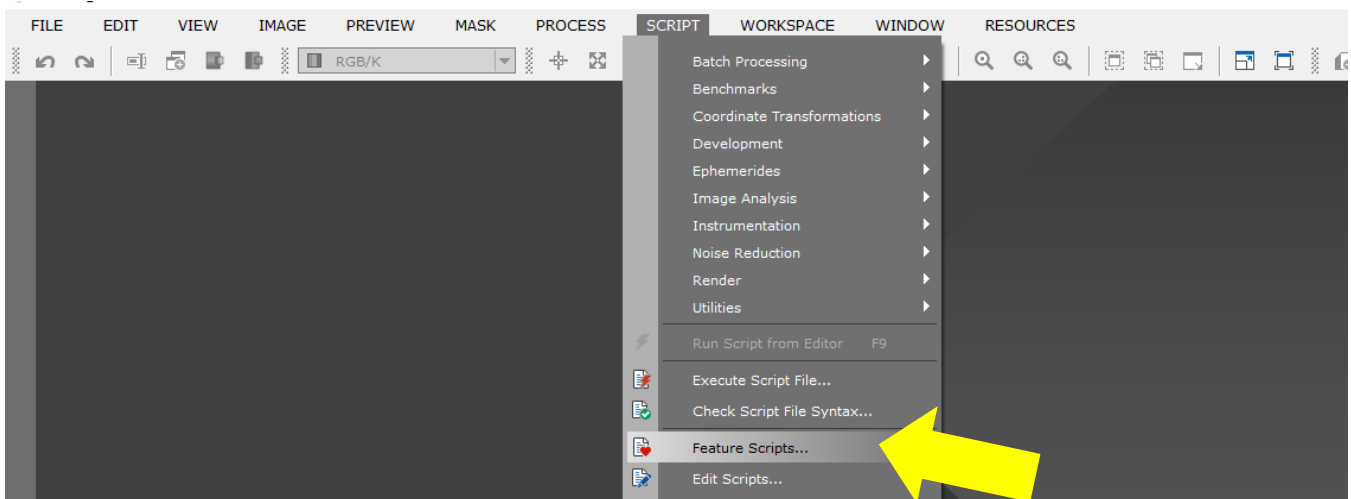 FILE EDIT VIEW IMAGE PREVIEW MASK PROCESS SCRIPT WORKSPACE WINDOW RESOURCES
RGB/K
Batch Processing
Benchmarks
Coordinate Transformations
Development
Ephemerides
Image Analysis
Instrumentation
Noise Reduction
Render
Utilities
Run Script from Editor F9
Execute Script File...
Check Script File Syntax...
Feature Scripts...
Edit Scripts...